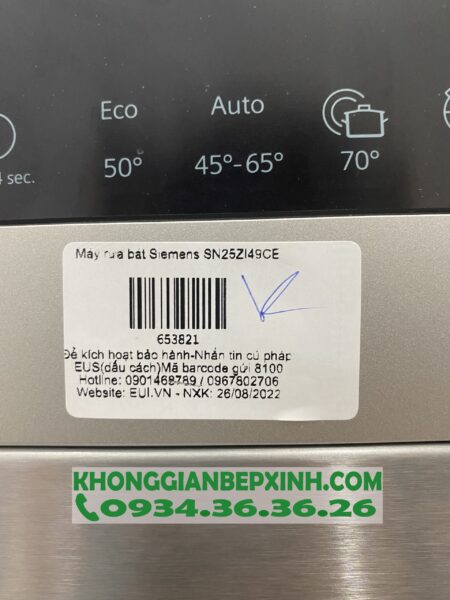 4 sec.
Eco
50°
Auto
45°-65°
70°
Máy rửa bát Siemens SN25ZI49CE
653821
Để kích hoạt bảo hành-Nhắn tin cú pháp
EUS(dấu cách)Mã barcode gửi 8100
Hotline: 0901468789 / 0967802706
Website: EUI.VN - NXK: 26/08/2022
KHONGGIANBEPXINH.COM
0934.36.36.26